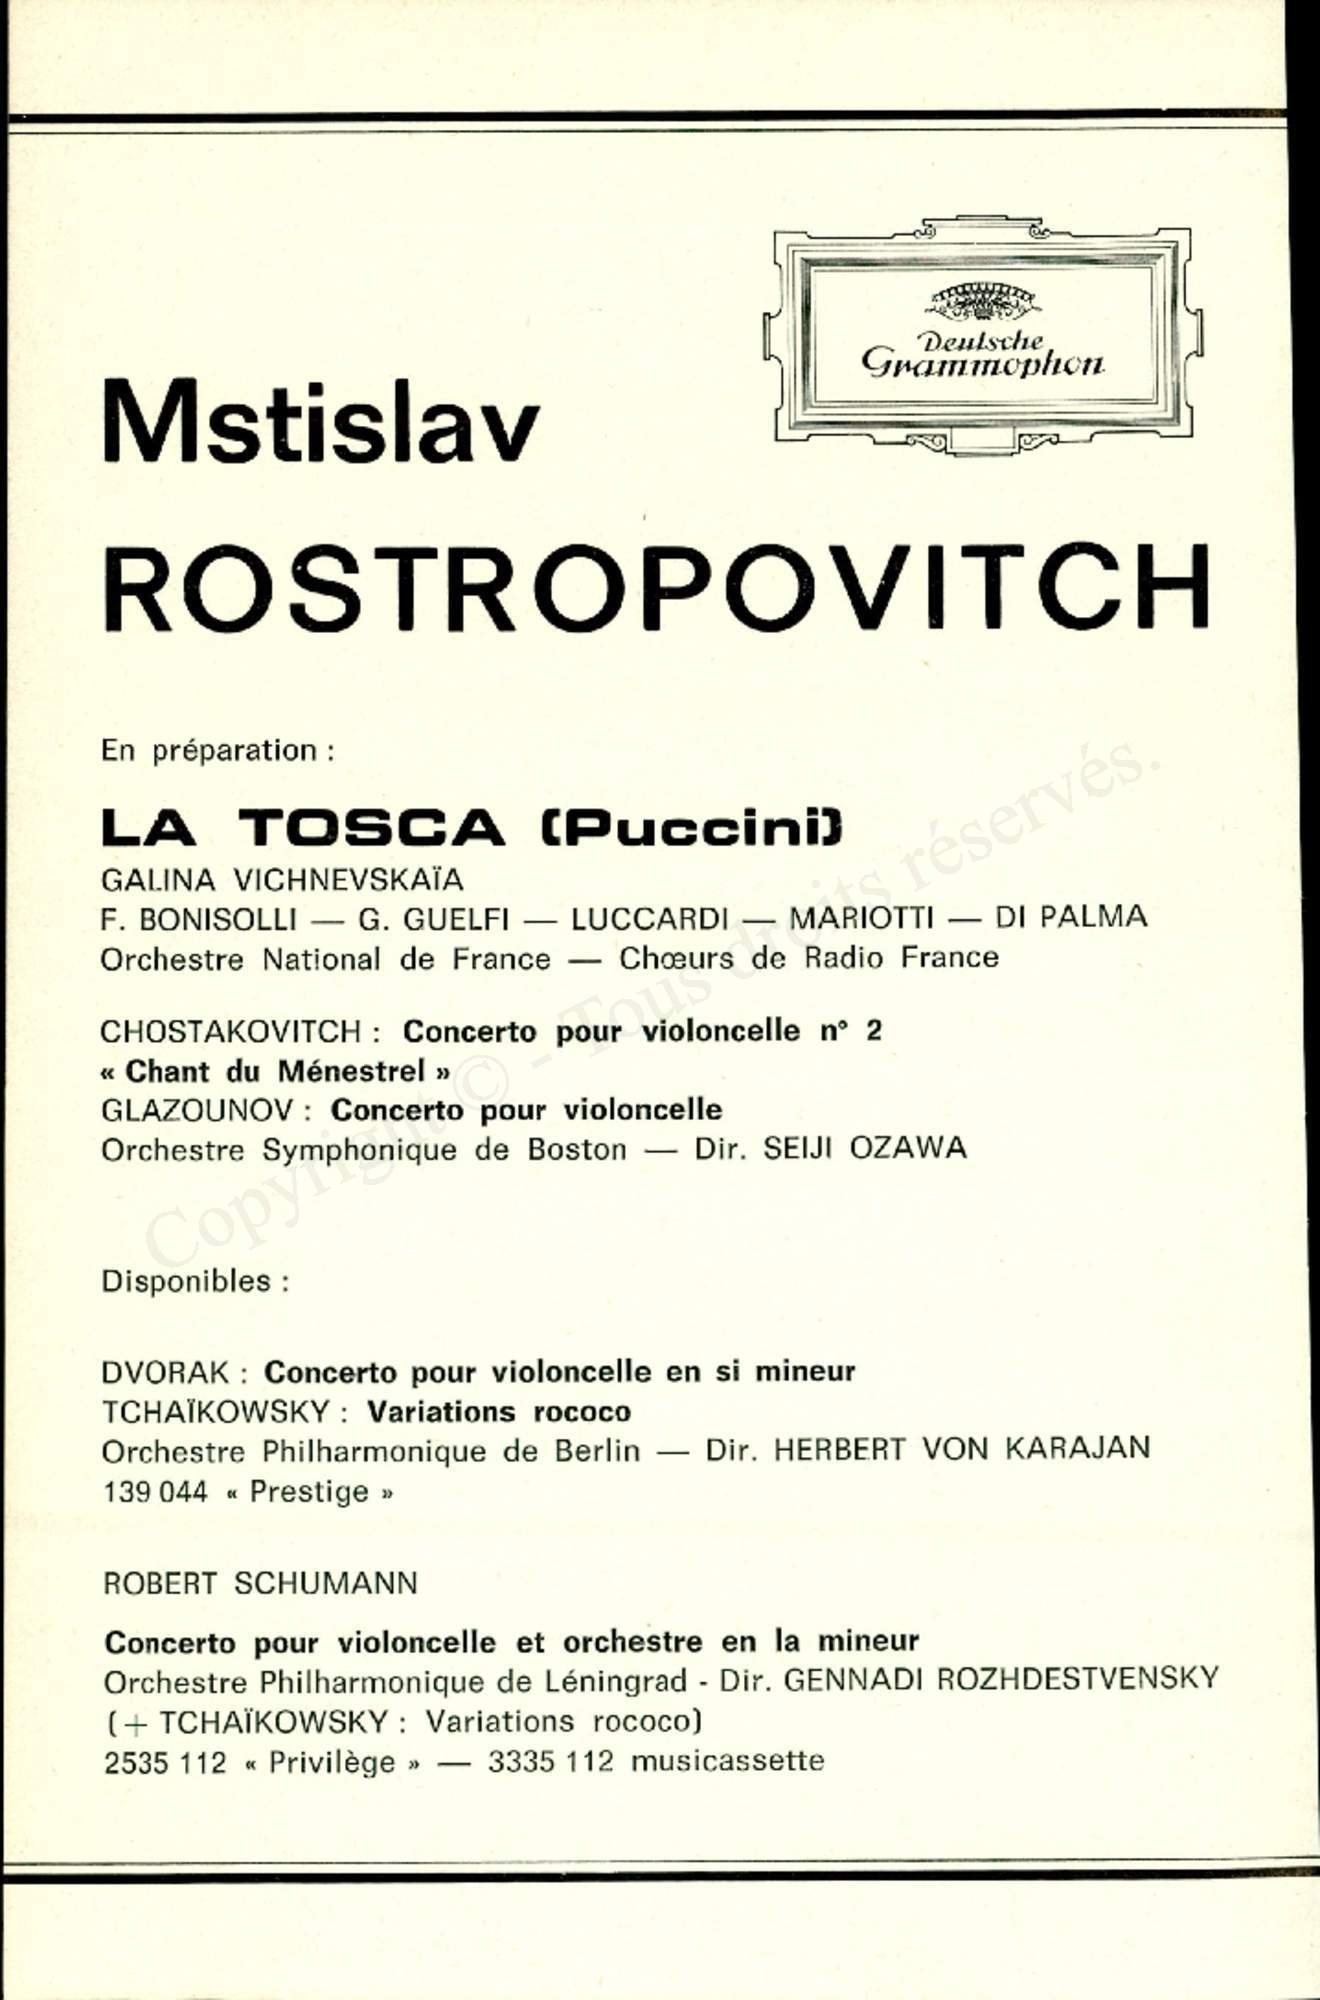 Deutsche
Grammophon
Mstislav
ROSTROPOVITCH
En préparation :
LA TOSCA (Puccini)
GALINA VICHNEVSKAÏA
F. BONISOLLI — G. GUELFI — LUCCARDI — MARIOTTI — DI PALMA
Orchestre National de France — Chœurs de Radio France
CHOSTAKOVITCH : Concerto pour violoncelle n° 2
« Chant du Ménestrel »
GLAZOUNOV : Concerto pour violoncelle
Orchestre Symphonique de Boston — Dir. SEIJI OZAWA
Copyright © - Tous droits réservés.
Disponibles :
DVORAK : Concerto pour violoncelle en si mineur
TCHAÏKOWSKY : Variations rococo
Orchestre Philharmonique de Berlin — Dir. HERBERT VON KARAJAN
139 044 « Prestige »
ROBERT SCHUMANN
Concerto pour violoncelle et orchestre en la mineur
Orchestre Philharmonique de Léningrad - Dir. GENNADI ROZHDESTVENSKY
(+ TCHAÏKOWSKY : Variations rococo)
2535 112 « Privilège » — 3335 112 musicassette